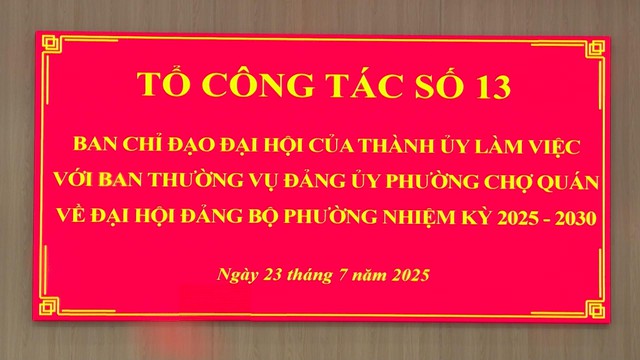 TỔ CÔNG TÁC SỐ 13
BAN CHỈ ĐẠO ĐẠI HỘI CỦA THÀNH ỦY LÀM VIỆC
VỚI BAN THƯỜNG VỤ ĐẢNG ỦY PHƯỜNG CHỢ QUÁN
VỀ ĐẠI HỘI ĐẢNG BỘ PHƯỜNG NHIỆM KỲ 2025 - 2030
Ngày 23 tháng 7 năm 2025